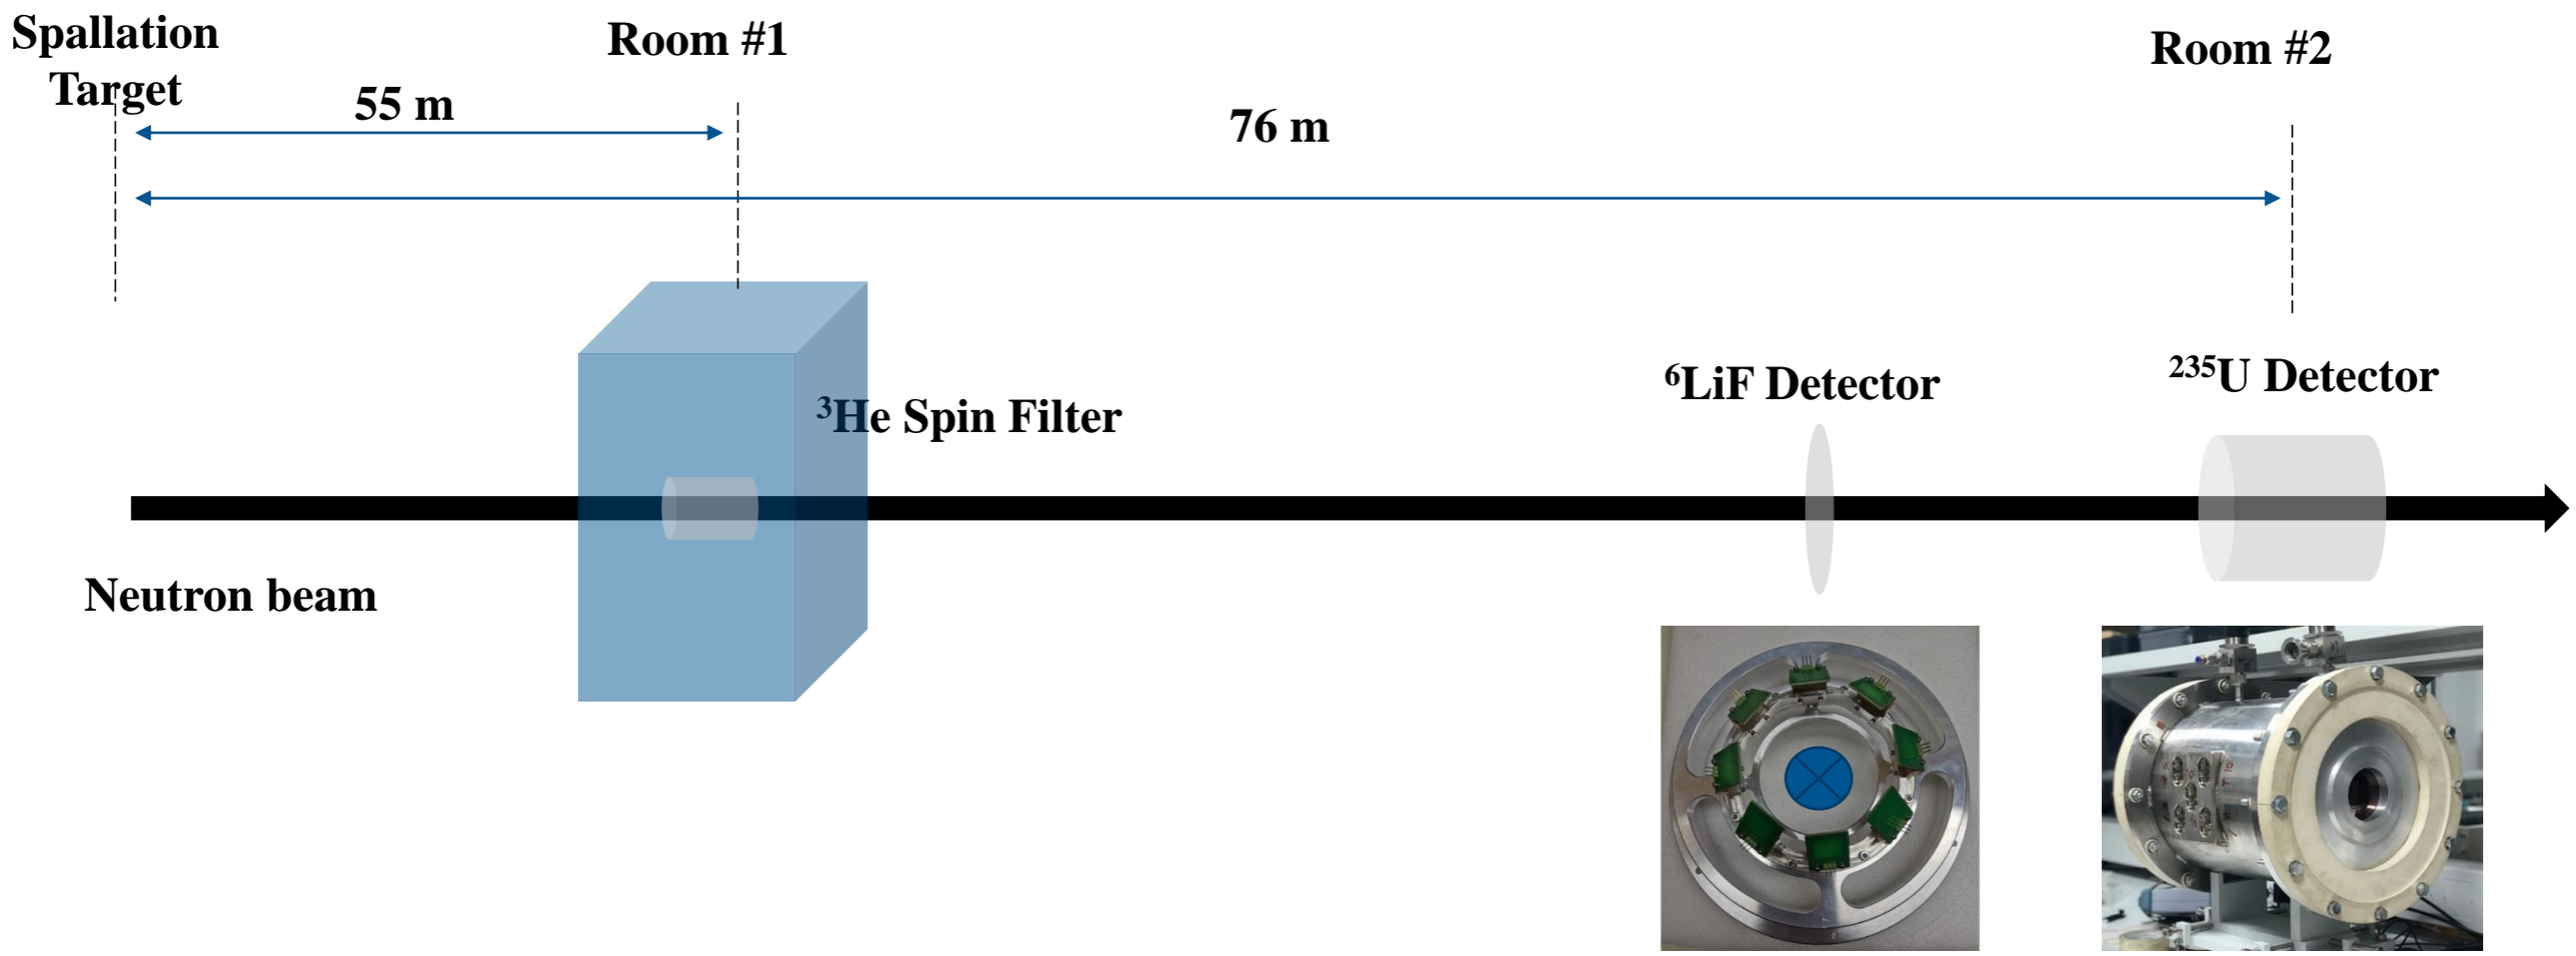 Spallation
Target
Room #1
Room #2
55 m
76 m
³He Spin Filter
⁶LiF Detector
²³⁵U Detector
Neutron beam